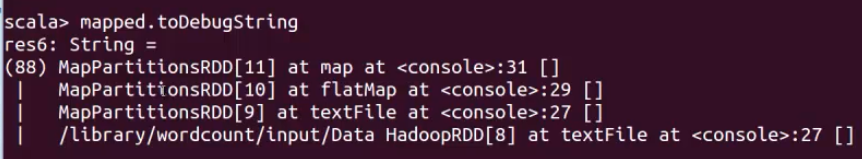 scala> mapped.toDebugString
res6: String =
(88) MapPartitionsRDD[11] at map at <console>:31 []
 |   MapPartitionsRDD[10] at flatMap at <console>:29 []
 |   MapPartitionsRDD[9] at textFile at <console>:27 []
 |   /library/wordcount/input/Data HadoopRDD[8] at textFile at <console>:27 []